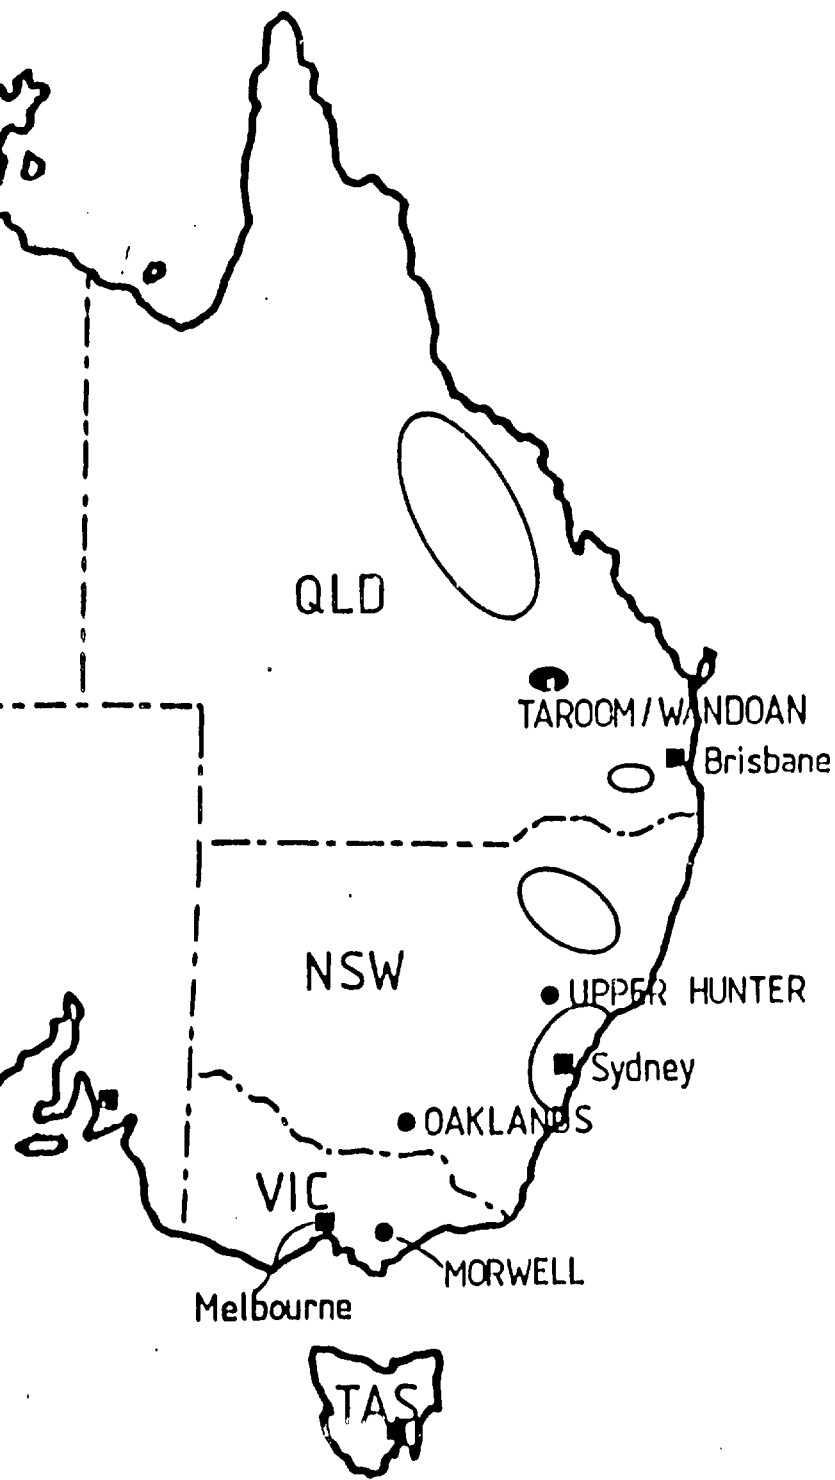 QLD
TAROOM/WANDOAN
Brisbane
NSW
UPPER HUNTER
Sydney
OAKLANDS
VIC
MORWELL
Melbourne
TAS